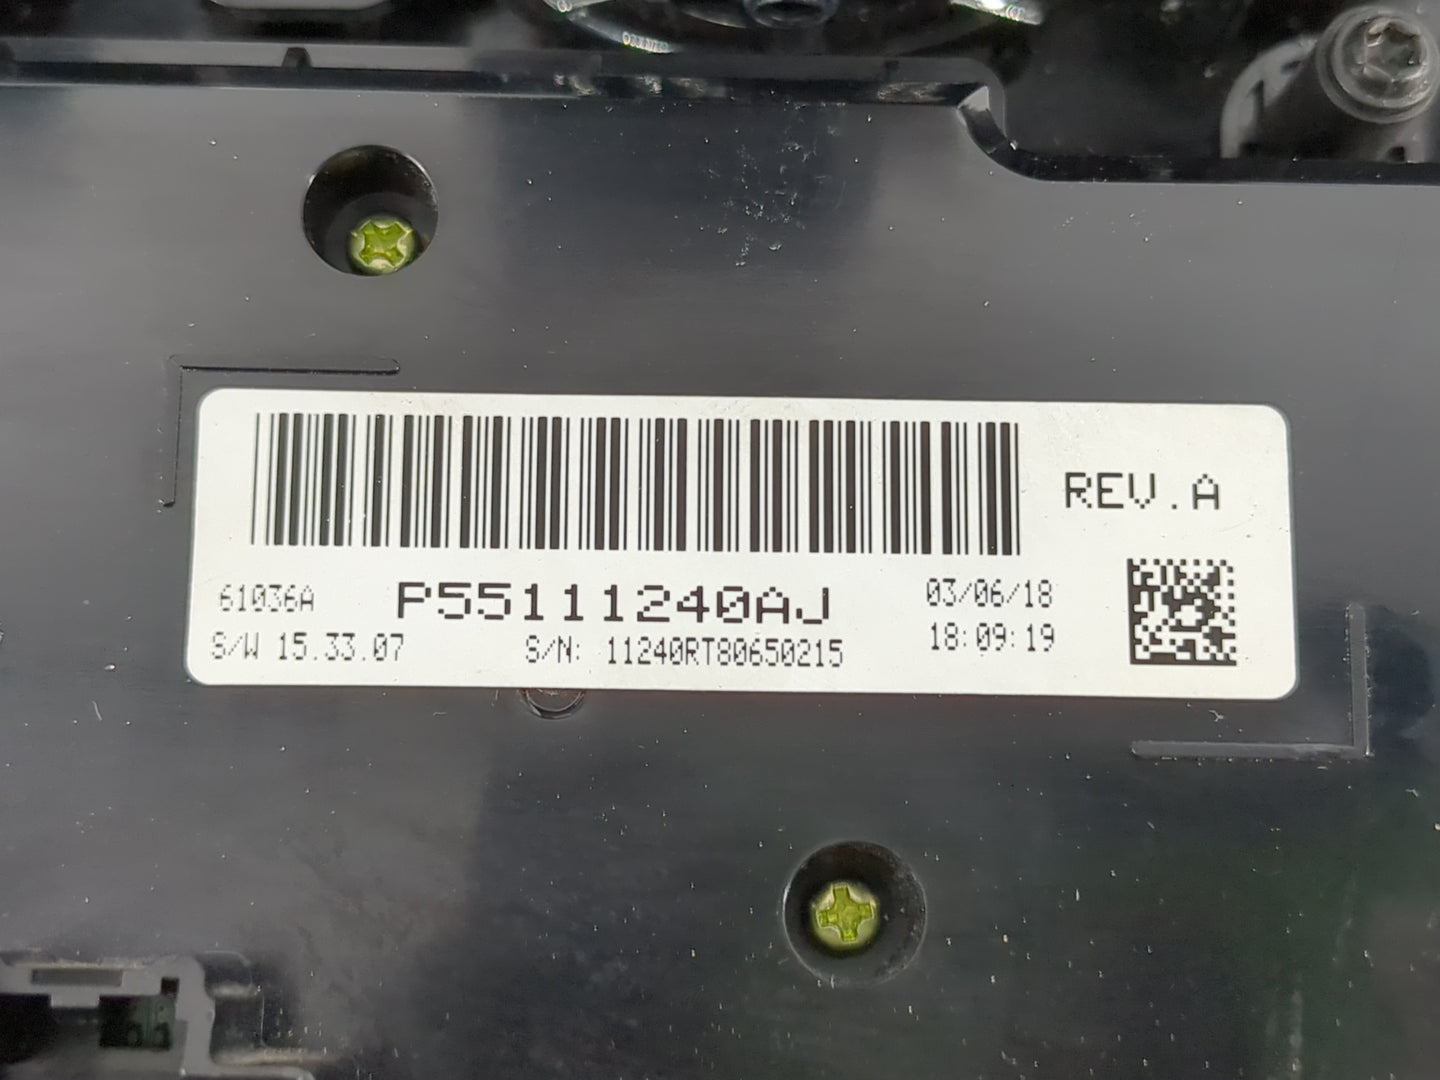 REV.A
61036A P55111240AJ 03/06/18
S/W 15.33.07 S/N: 11240RT80650215 18:09:19